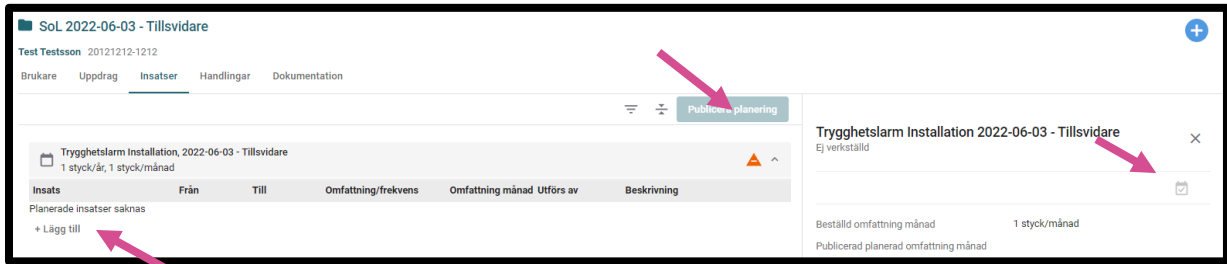 SoL 2022-06-03 - Tillsvidare
Test Testsson 20121212-1212
Brukare Uppdrag Insatser Handlingar Dokumentation
Publicera planering
Trygghetslarm Installation, 2022-06-03 - Tillsvidare
1 styck/år, 1 styck/månad
Insats Från Till Omfattning/frekvens Omfattning månad Utförs av Beskrivning
Planerade insatser saknas
+ Lägg till
Trygghetslarm Installation 2022-06-03 - Tillsvidare
Ej verkställd
Beställd omfattning månad 1 styck/månad
Publicerad planerad omfattning månad